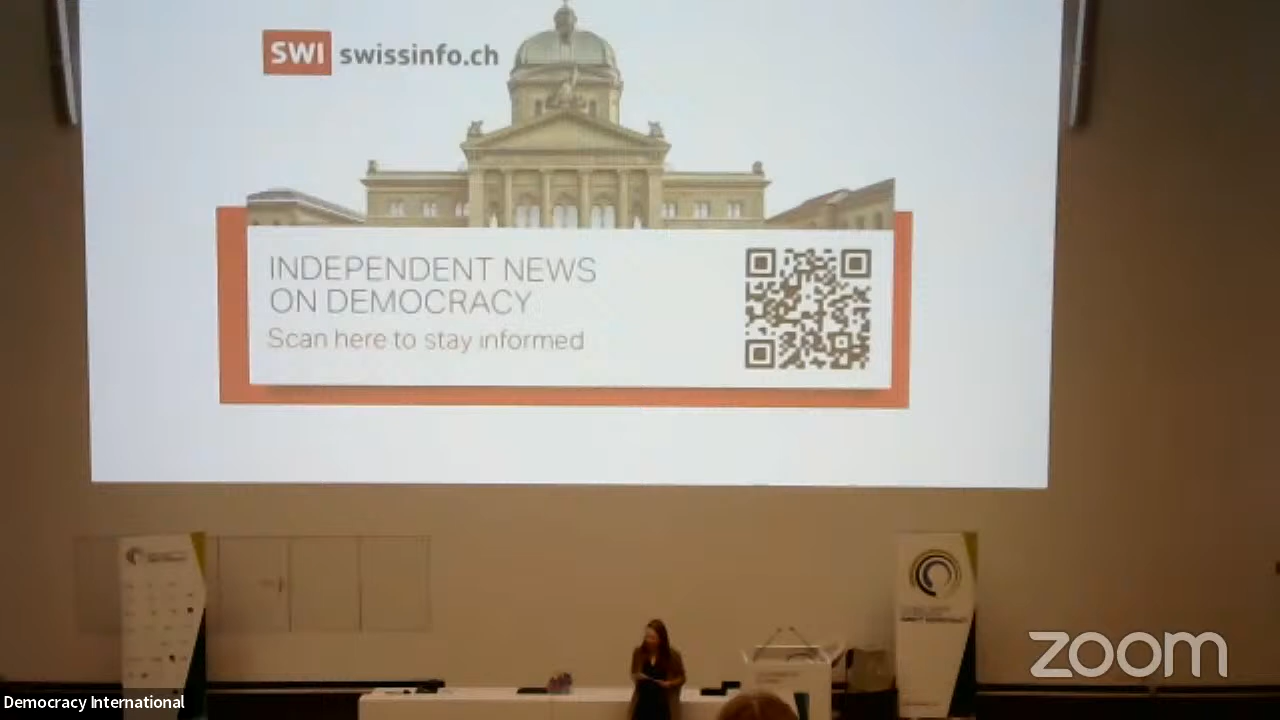 SWI swissinfo.ch
INDEPENDENT NEWS
ON DEMOCRACY
Scan here to stay informed
zoom
Democracy International